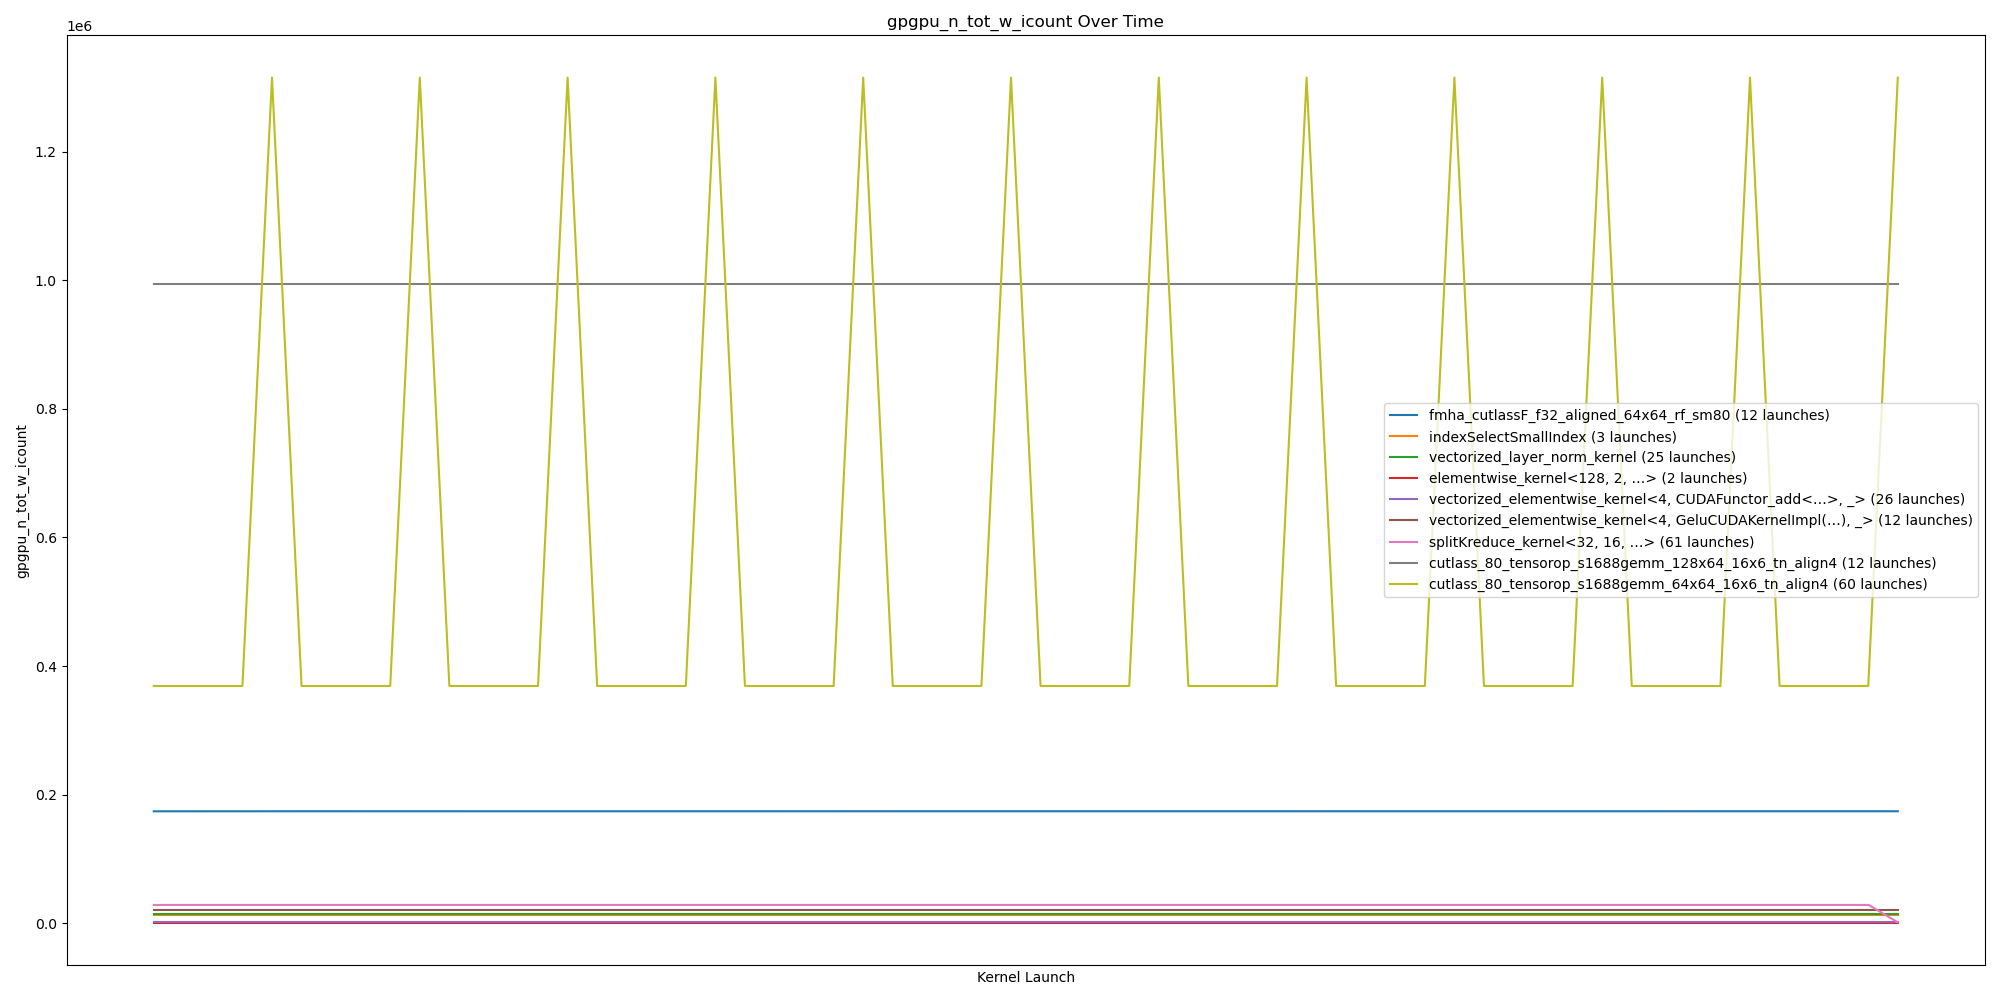 gpgpu_n_tot_w_icount Over Time
1e6
1.2
1.0
0.8
0.6
0.4
0.2
0.0
gpgpu_n_tot_w_icount
fmha_cutlassF_f32_aligned_64x64_rf_sm80 (12 launches)
indexSelectSmallIndex (3 launches)
vectorized_layer_norm_kernel (25 launches)
elementwise_kernel<128, 2, ...> (2 launches)
vectorized_elementwise_kernel<4, CUDAFunctor_add<...>, _> (26 launches)
vectorized_elementwise_kernel<4, GeluCUDAKernelImpl(...), _> (12 launches)
splitKreduce_kernel<32, 16, ...> (61 launches)
cutlass_80_tensorop_s1688gemm_128x64_16x6_tn_align4 (12 launches)
cutlass_80_tensorop_s1688gemm_64x64_16x6_tn_align4 (60 launches)
Kernel Launch